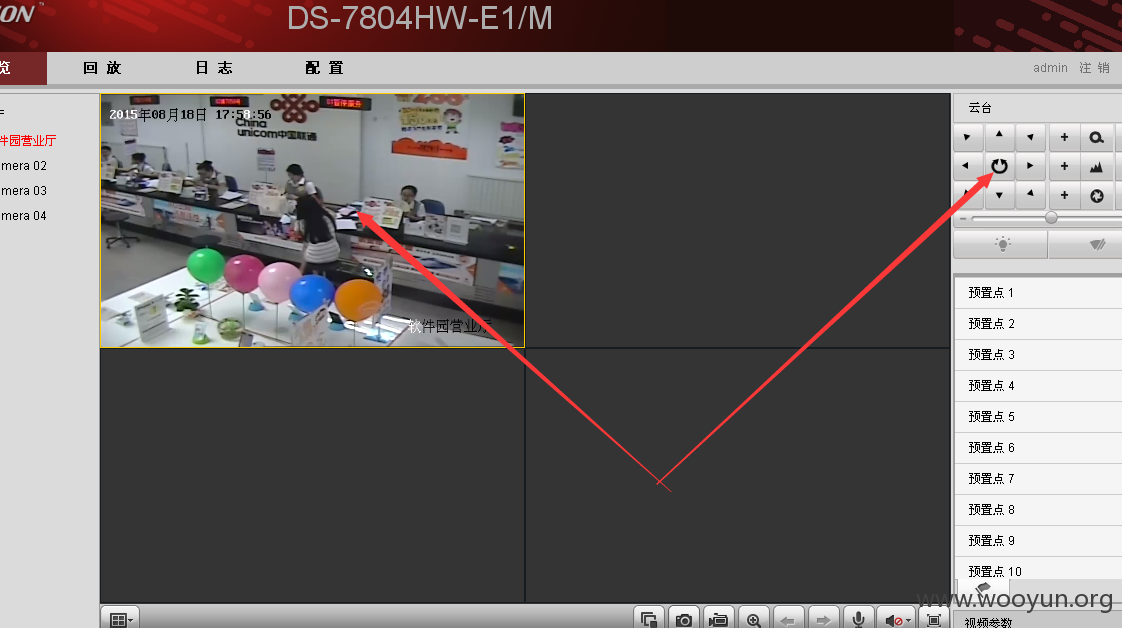 ON™
DS-7804HW-E1/M
览
回 放
日 志
配 置
admin
注 销
件园营业厅
mera 02
mera 03
mera 04
2015年08月18日 17:58:56
China
unicom中国联通
软件园营业厅
云台
预置点 1
预置点 2
预置点 3
预置点 4
预置点 5
预置点 6
预置点 7
预置点 8
预置点 9
预置点 10
视频参数
www.wooyun.org